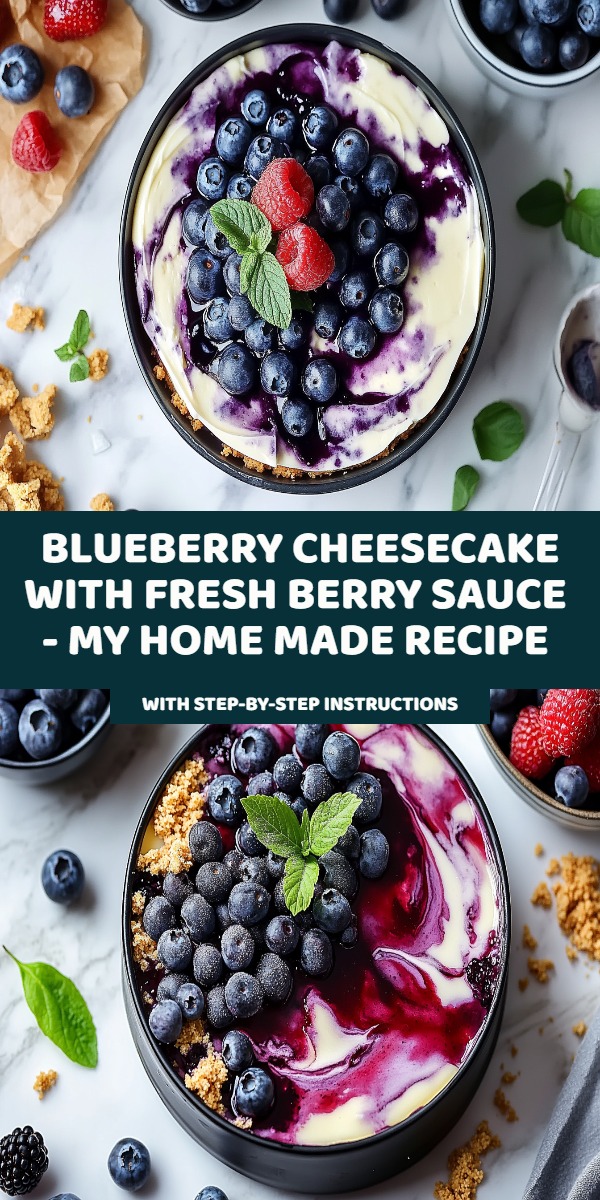 BLUEBERRY CHEESECAKE
WITH FRESH BERRY SAUCE
- MY HOME MADE RECIPE
WITH STEP-BY-STEP INSTRUCTIONS